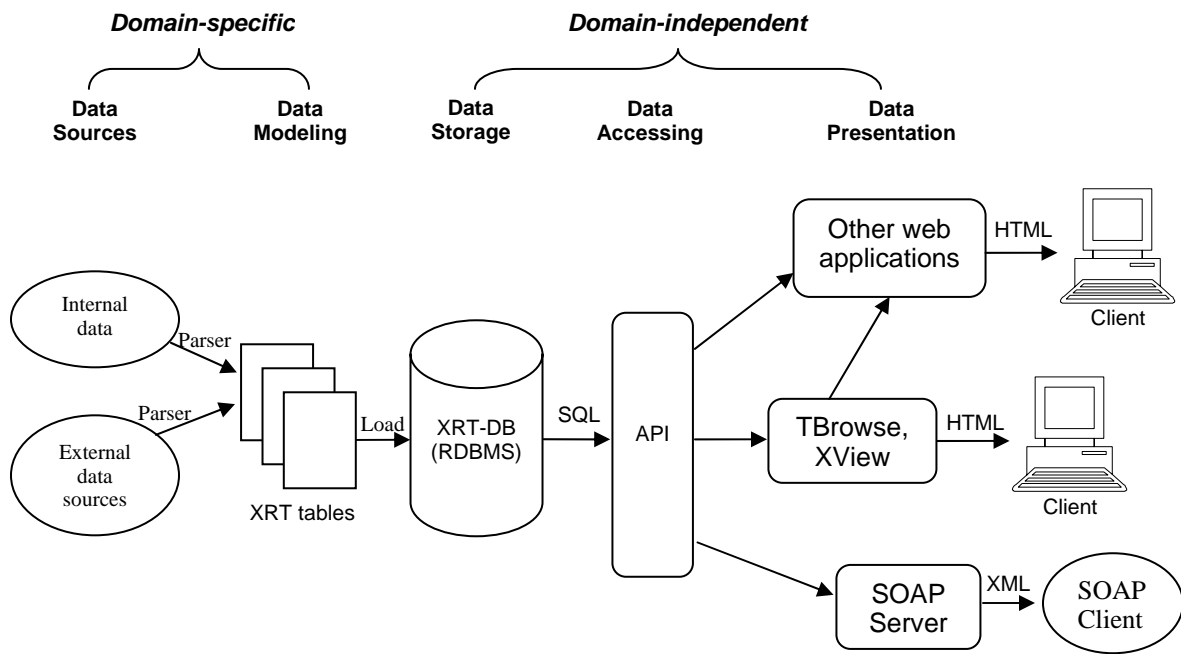 Domain-specific
Domain-independent
Data
Sources
Data
Modeling
Data
Storage
Data
Accessing
Data
Presentation
Internal
data
Parser
Parser
External
data
sources
XRT tables
Load
XRT-DB
(RDBMS)
SQL
API
Other web
applications
HTML
Client
TBrowse,
XView
HTML
Client
SOAP
Server
XML
SOAP
Client